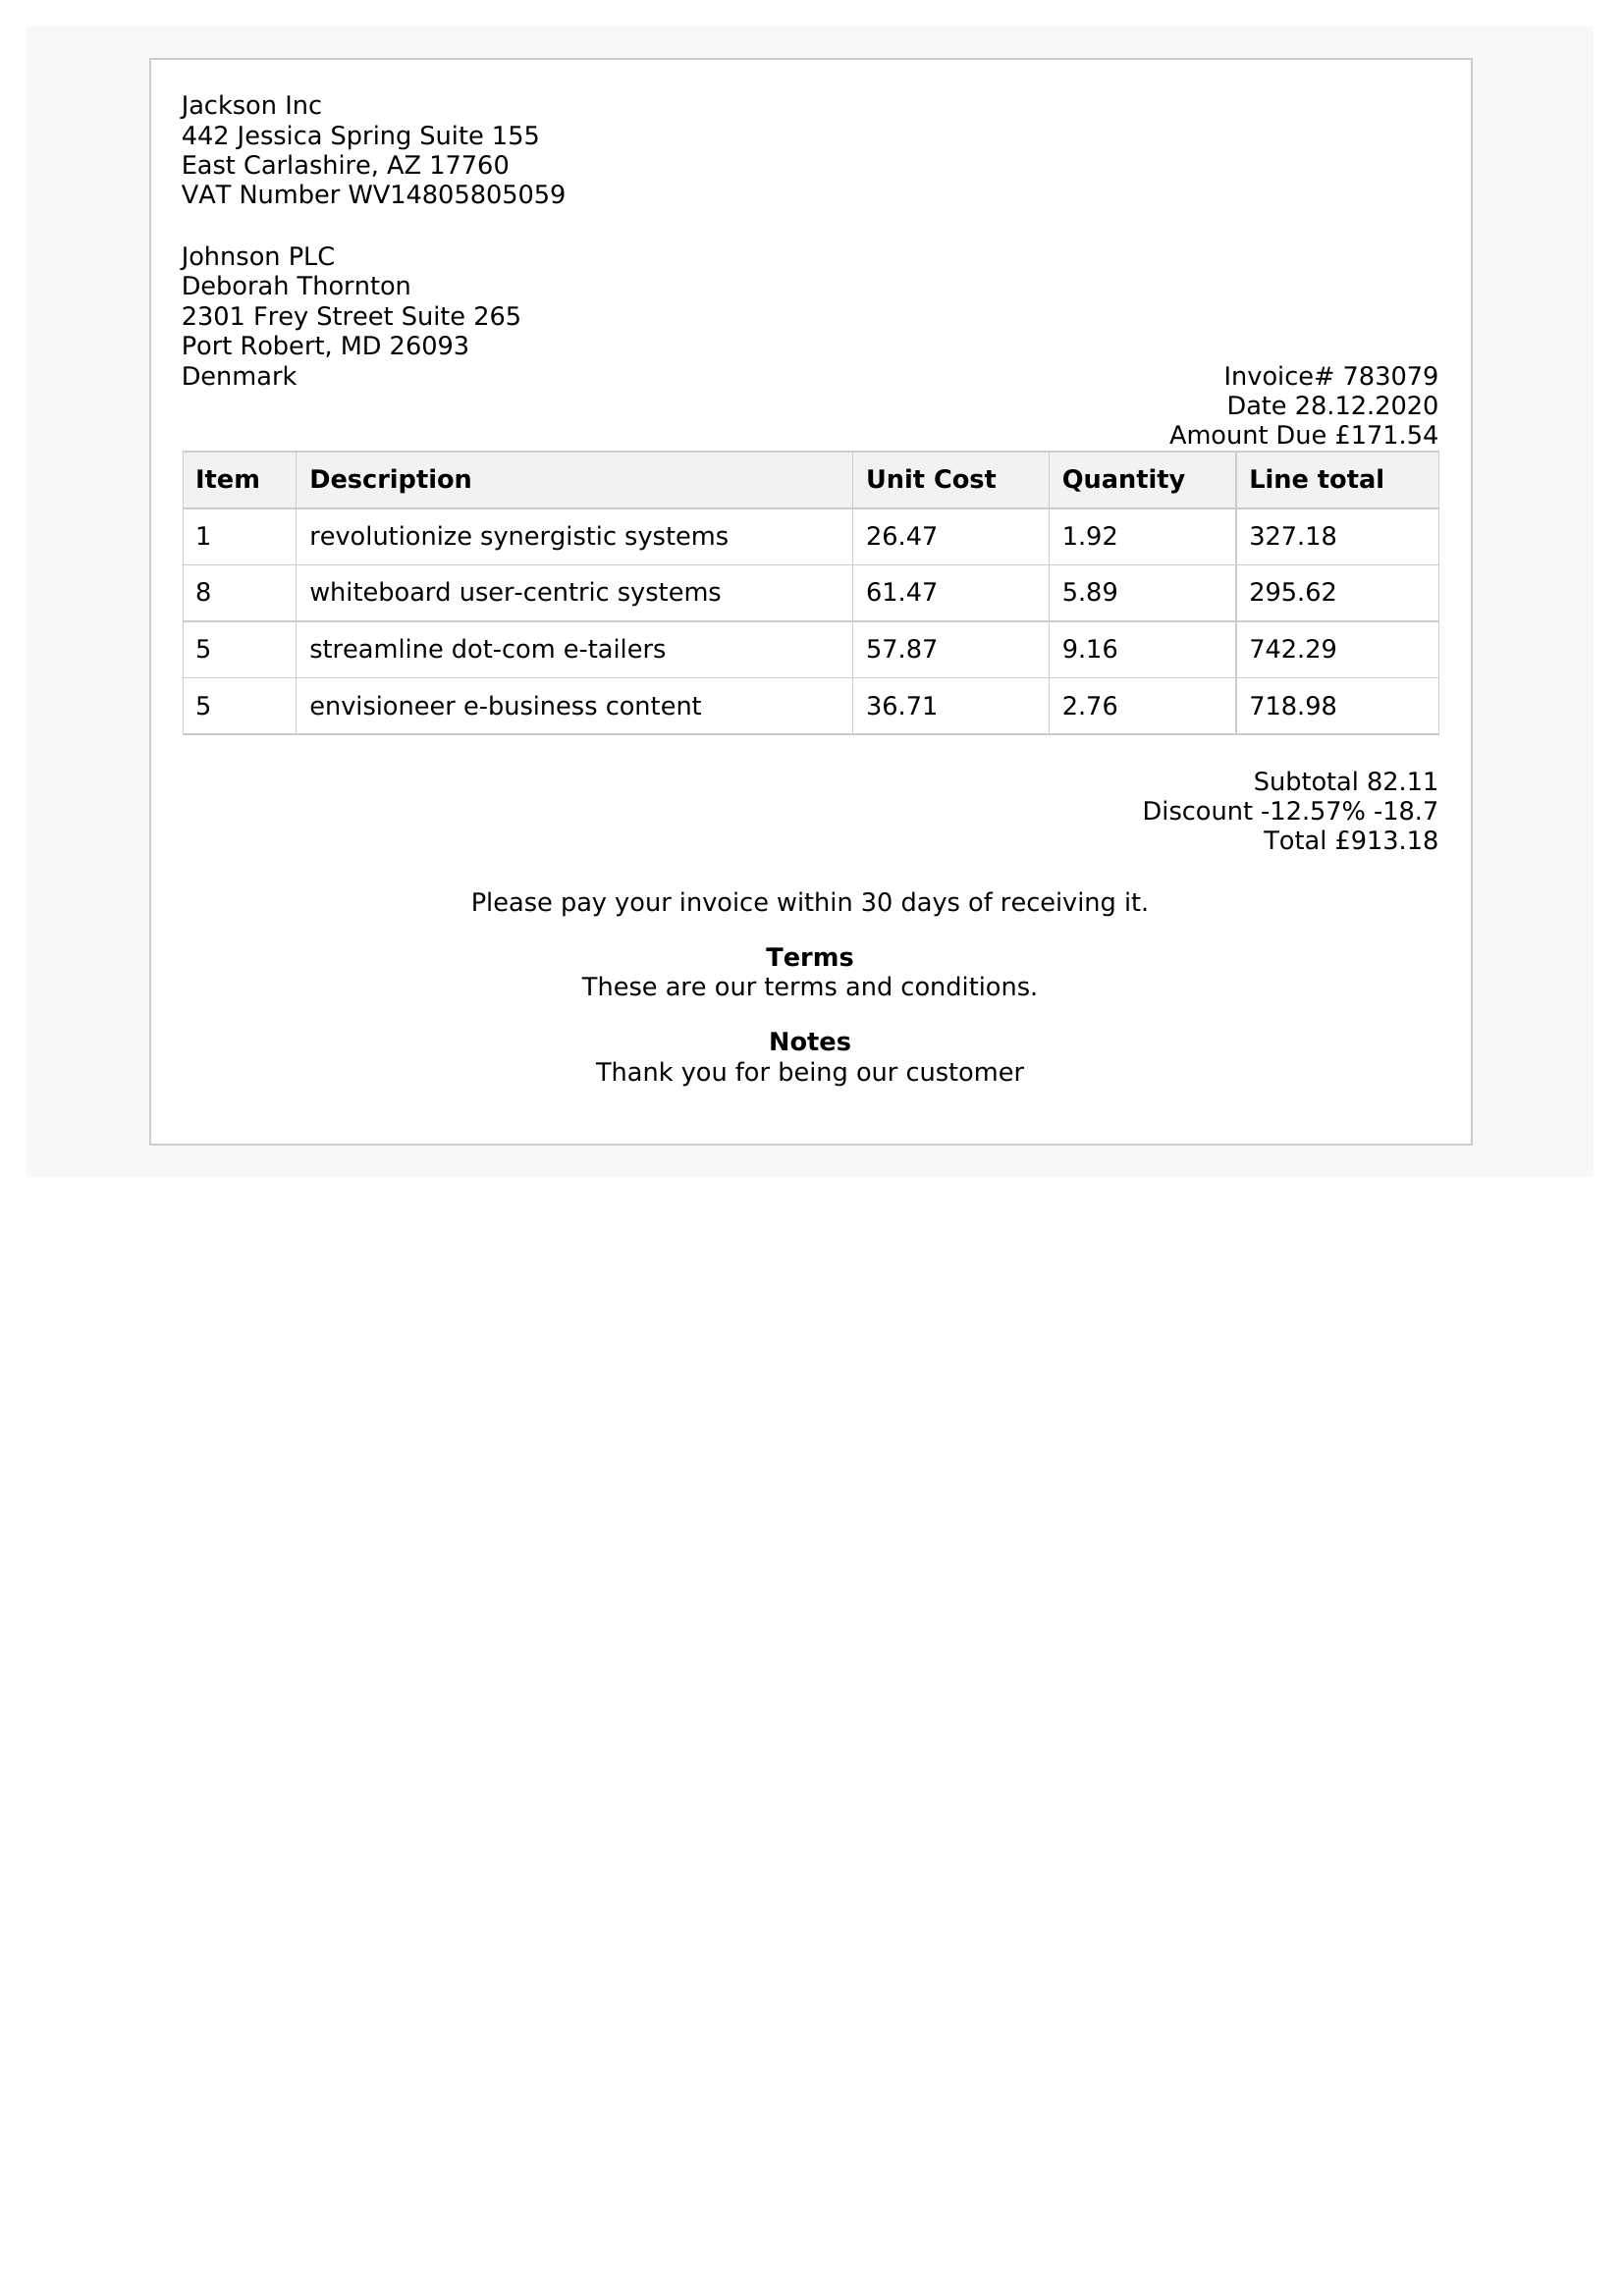 Jackson Inc
442 Jessica Spring Suite 155
East Carlashire, AZ 17760
VAT Number WV14805805059
Johnson PLC
Deborah Thornton
2301 Frey Street Suite 265
Port Robert, MD 26093
Denmark
Invoice# 783079
Date 28.12.2020
Amount Due £171.54
Item Description Unit Cost Quantity Line total
1 revolutionize synergistic systems 26.47 1.92 327.18
8 whiteboard user-centric systems 61.47 5.89 295.62
5 streamline dot-com e-tailers 57.87 9.16 742.29
5 envisioneer e-business content 36.71 2.76 718.98
Subtotal 82.11
Discount -12.57% -18.7
Total £913.18
Please pay your invoice within 30 days of receiving it.
Terms
These are our terms and conditions.
Notes
Thank you for being our customer